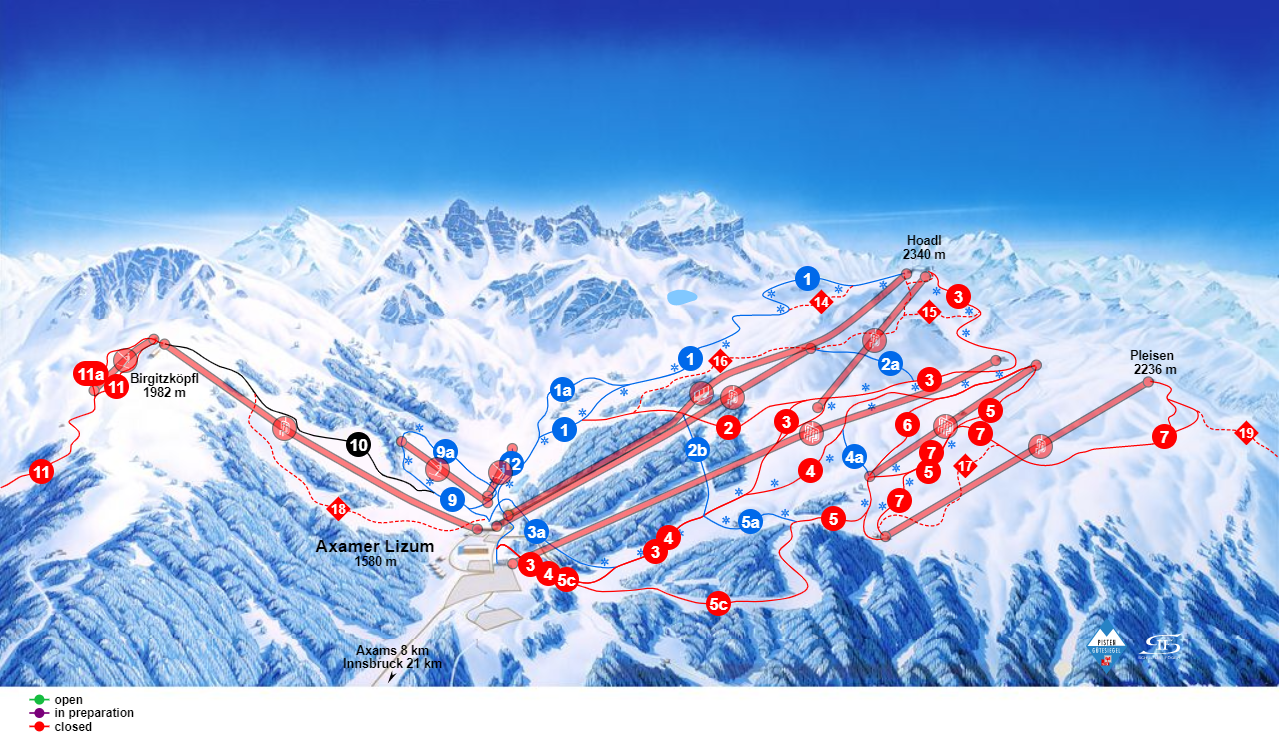 Hoadl
2340 m
1
14
3
15
Pleisen
2236 m
16
1
2a
11a
11
Birgitzköpfl
1982 m
1a
3
5
1
2
3
6
7
7
19
10
9a
2b
4a
7
12
4
5
17
11
9
7
18
5a
5
3a
4
3
Axamer Lizum
1580 m
3
4
5c
5c
Axams 8 km
Innsbruck 21 km
PISTEN
GÜTESIEGEL
open
in preparation
closed